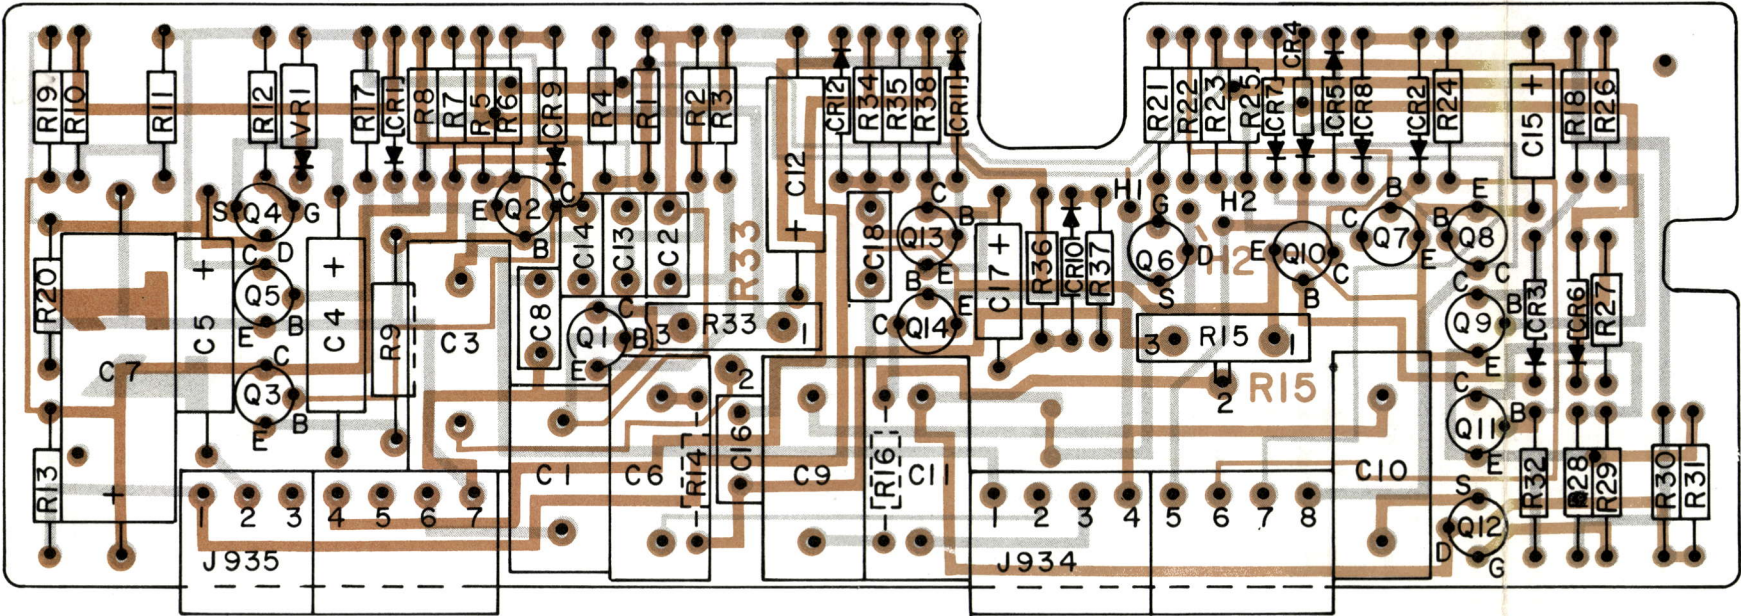 R19
R10
R11
R12
VR1
R17
CR1
R8
R7
R5
R6
CR9
R4
R1
R2
R3
CR12
R34
R35
R38
CR11
R21
R22
R23
R25
CR7
CR4
CR5
CR8
CR2
R24
C15 +
R18
R26
S Q4 G
D
E Q2 C
B
C14
C13
C2
R33
C12 +
C18
C
Q13 B
E
C17 +
R36
CR10
R37
H1
H2
G
Q6 D
S
H2
E Q10 C
B
B
C Q7 E
E
B Q8
C
R20
1
C7 +
C5 +
C
Q5 B
E
C4 +
R9
C3
C8
C
Q1 B
E
3 R33 1
2
B
C Q14 E
3 R15 1
2
R15
C
Q9 B
E
CR3
CR6
R27
R13
C
Q3 B
E
C1
C6
R14
C16
C9
R16
C11
C10
C
Q11 B
E
R32
R28
R29
R30
R31
S
Q12
D
G
1 2 3 4 5 6 7
J935
1 2 3 4 5 6 7 8
J934